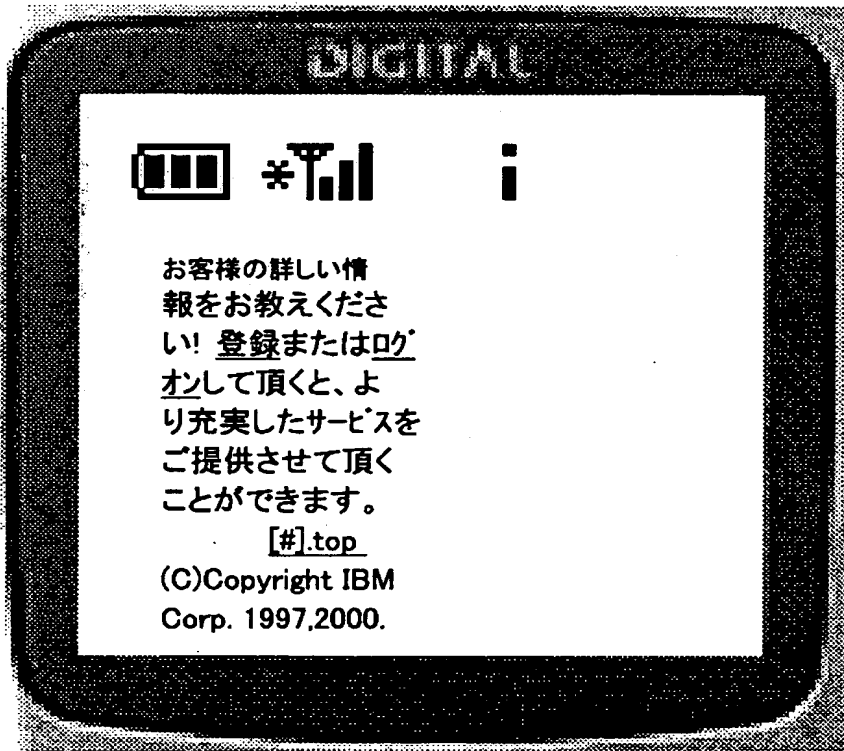 DIGITAL
i
お客様の詳しい情
報をお教えくださ
い! 登録またはﾛｸﾞ
ｵﾝして頂くと、よ
り充実したｻｰﾋﾞｽを
ご提供させて頂く
ことができます。
[#].top
(C)Copyright IBM
Corp. 1997,2000.